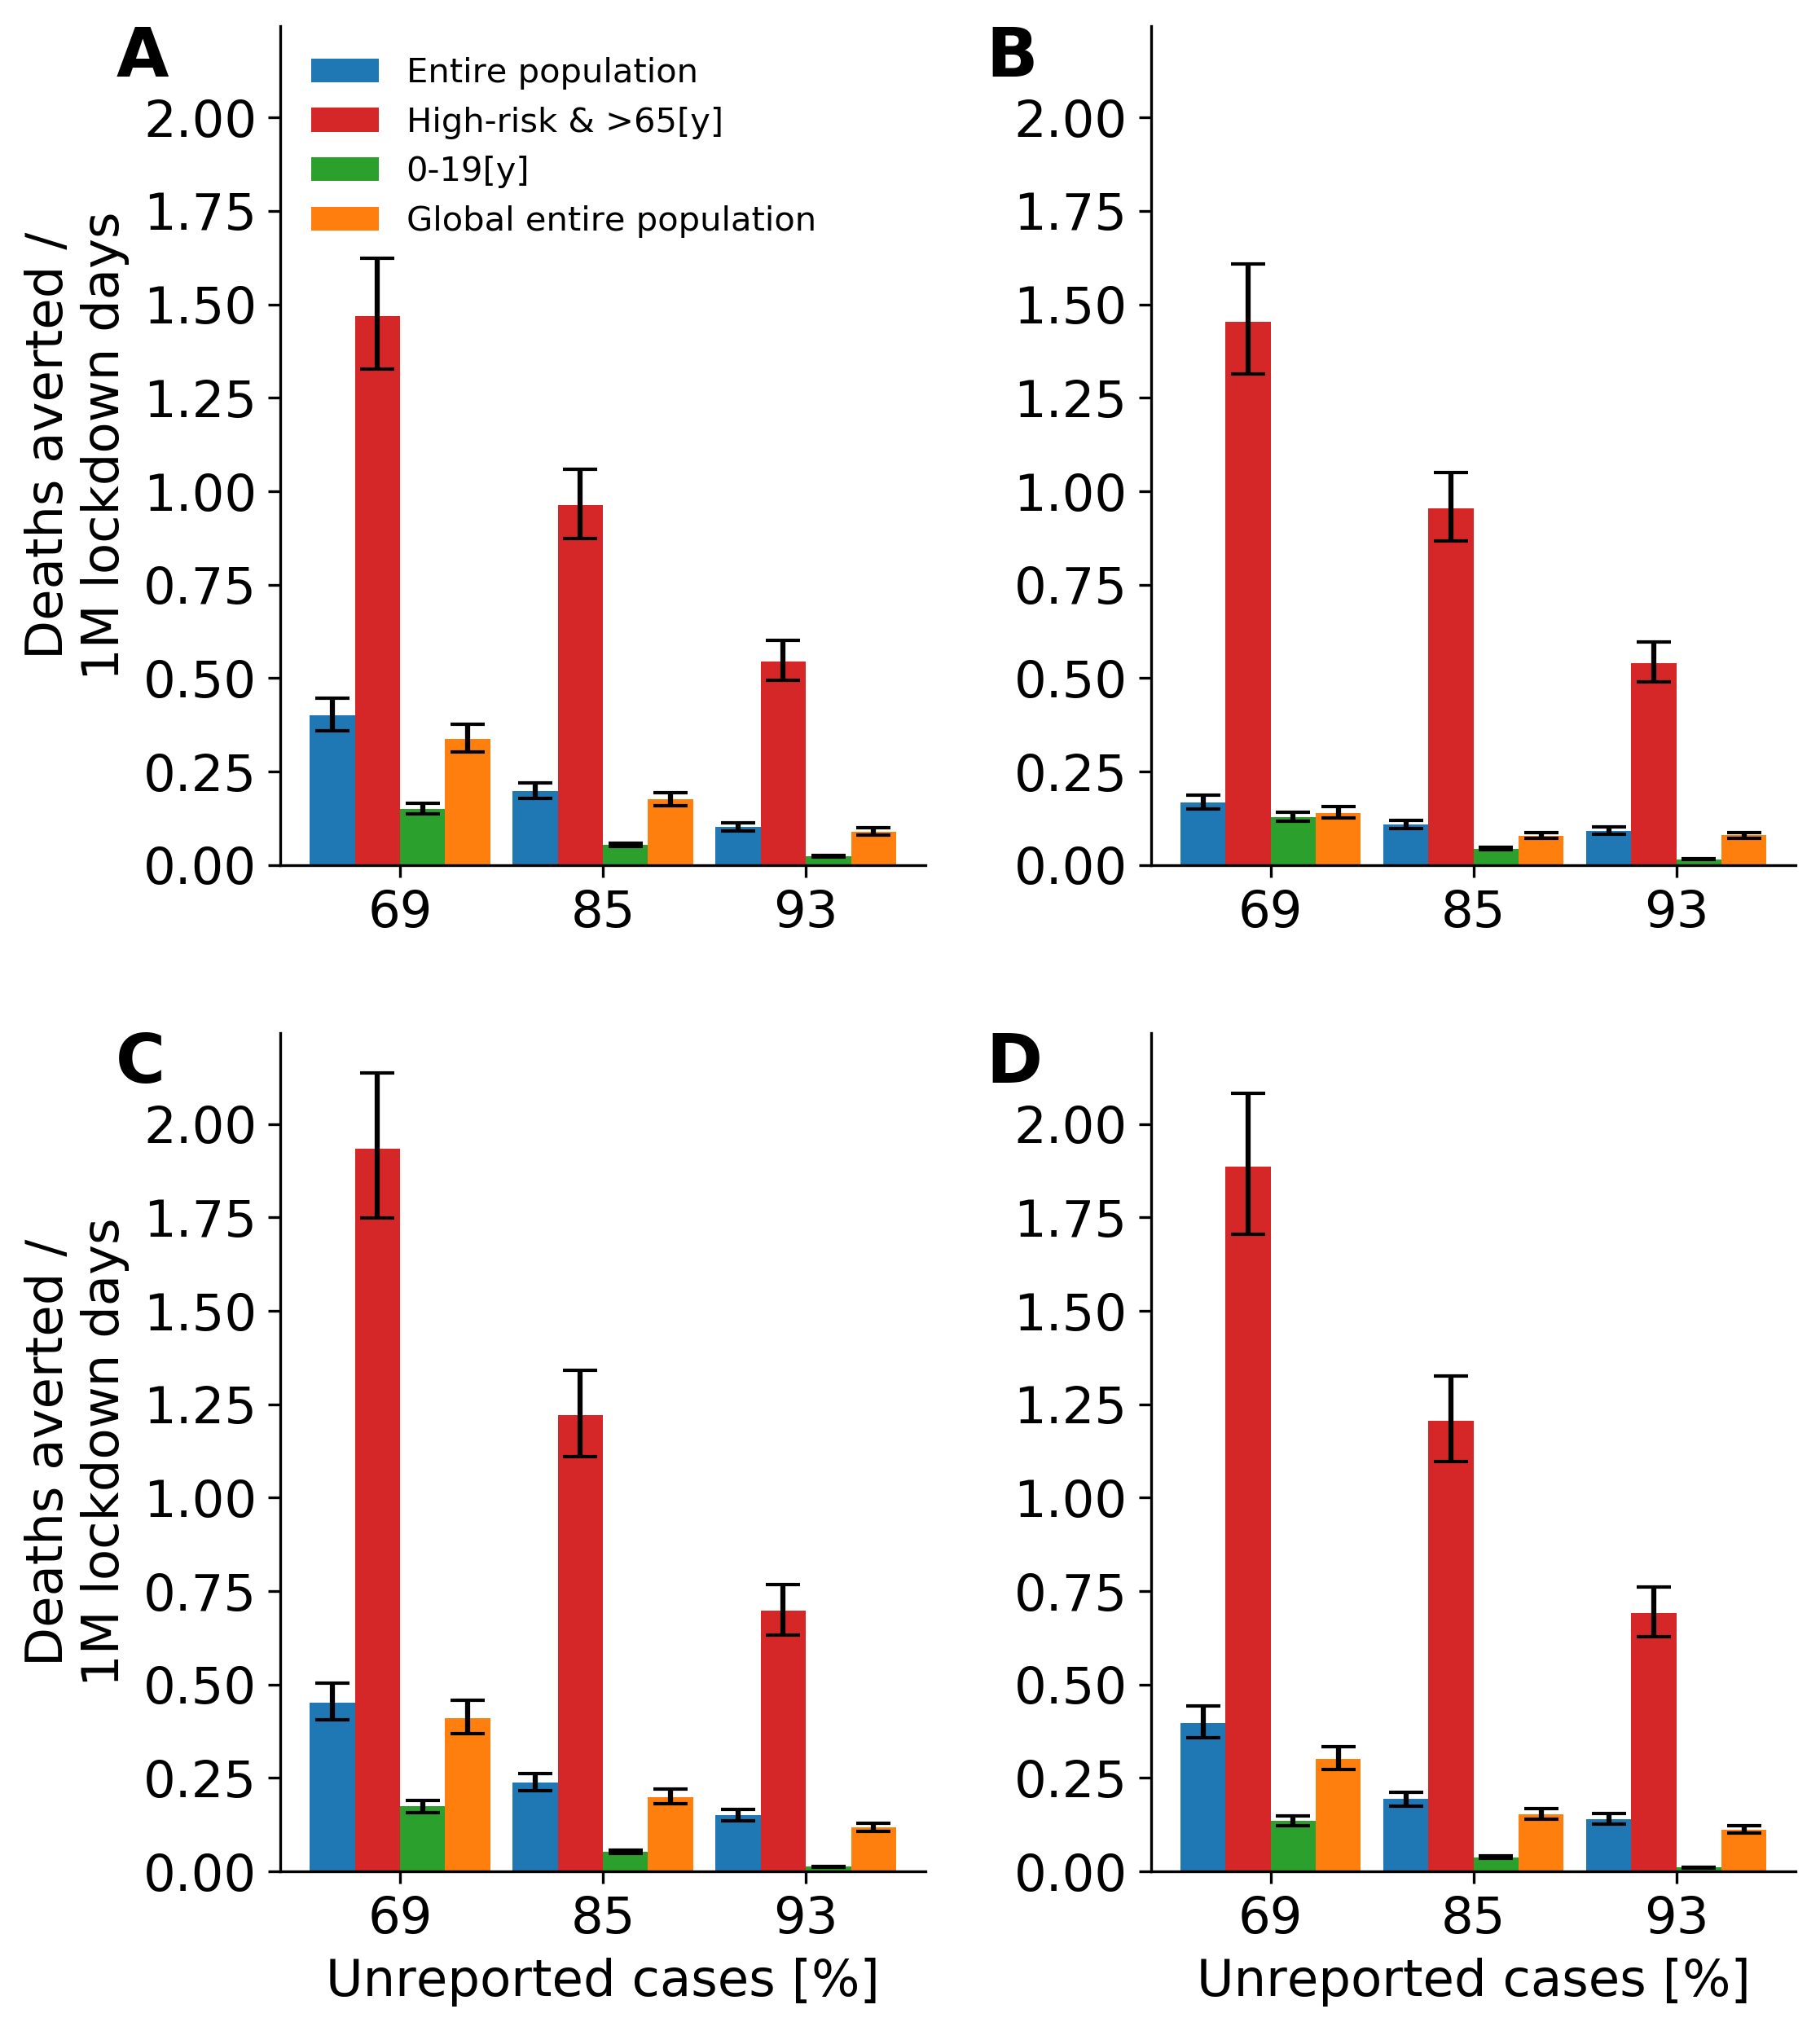 A
Entire population
High-risk & >65[y]
0-19[y]
Global entire population
Deaths averted /
1M lockdown days
2.00
1.75
1.50
1.25
1.00
0.75
0.50
0.25
0.00
69 85 93
B
2.00
1.75
1.50
1.25
1.00
0.75
0.50
0.25
0.00
69 85 93
C
Deaths averted /
1M lockdown days
2.00
1.75
1.50
1.25
1.00
0.75
0.50
0.25
0.00
69 85 93
Unreported cases [%]
D
2.00
1.75
1.50
1.25
1.00
0.75
0.50
0.25
0.00
69 85 93
Unreported cases [%]